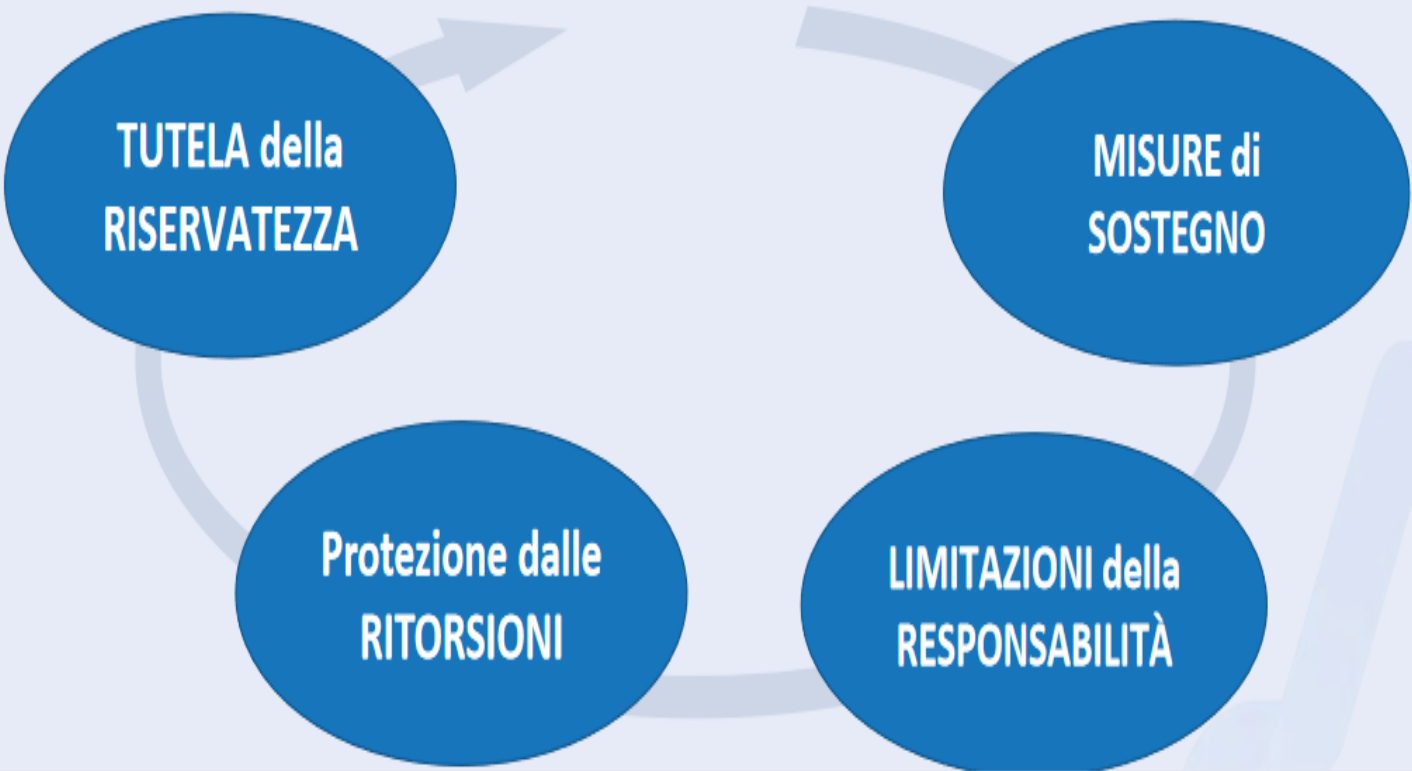 TUTELA della
RISERVATEZZA
MISURE di
SOSTEGNO
Protezione dalle
RITORSIONI
LIMITAZIONI della
RESPONSABILITÀ